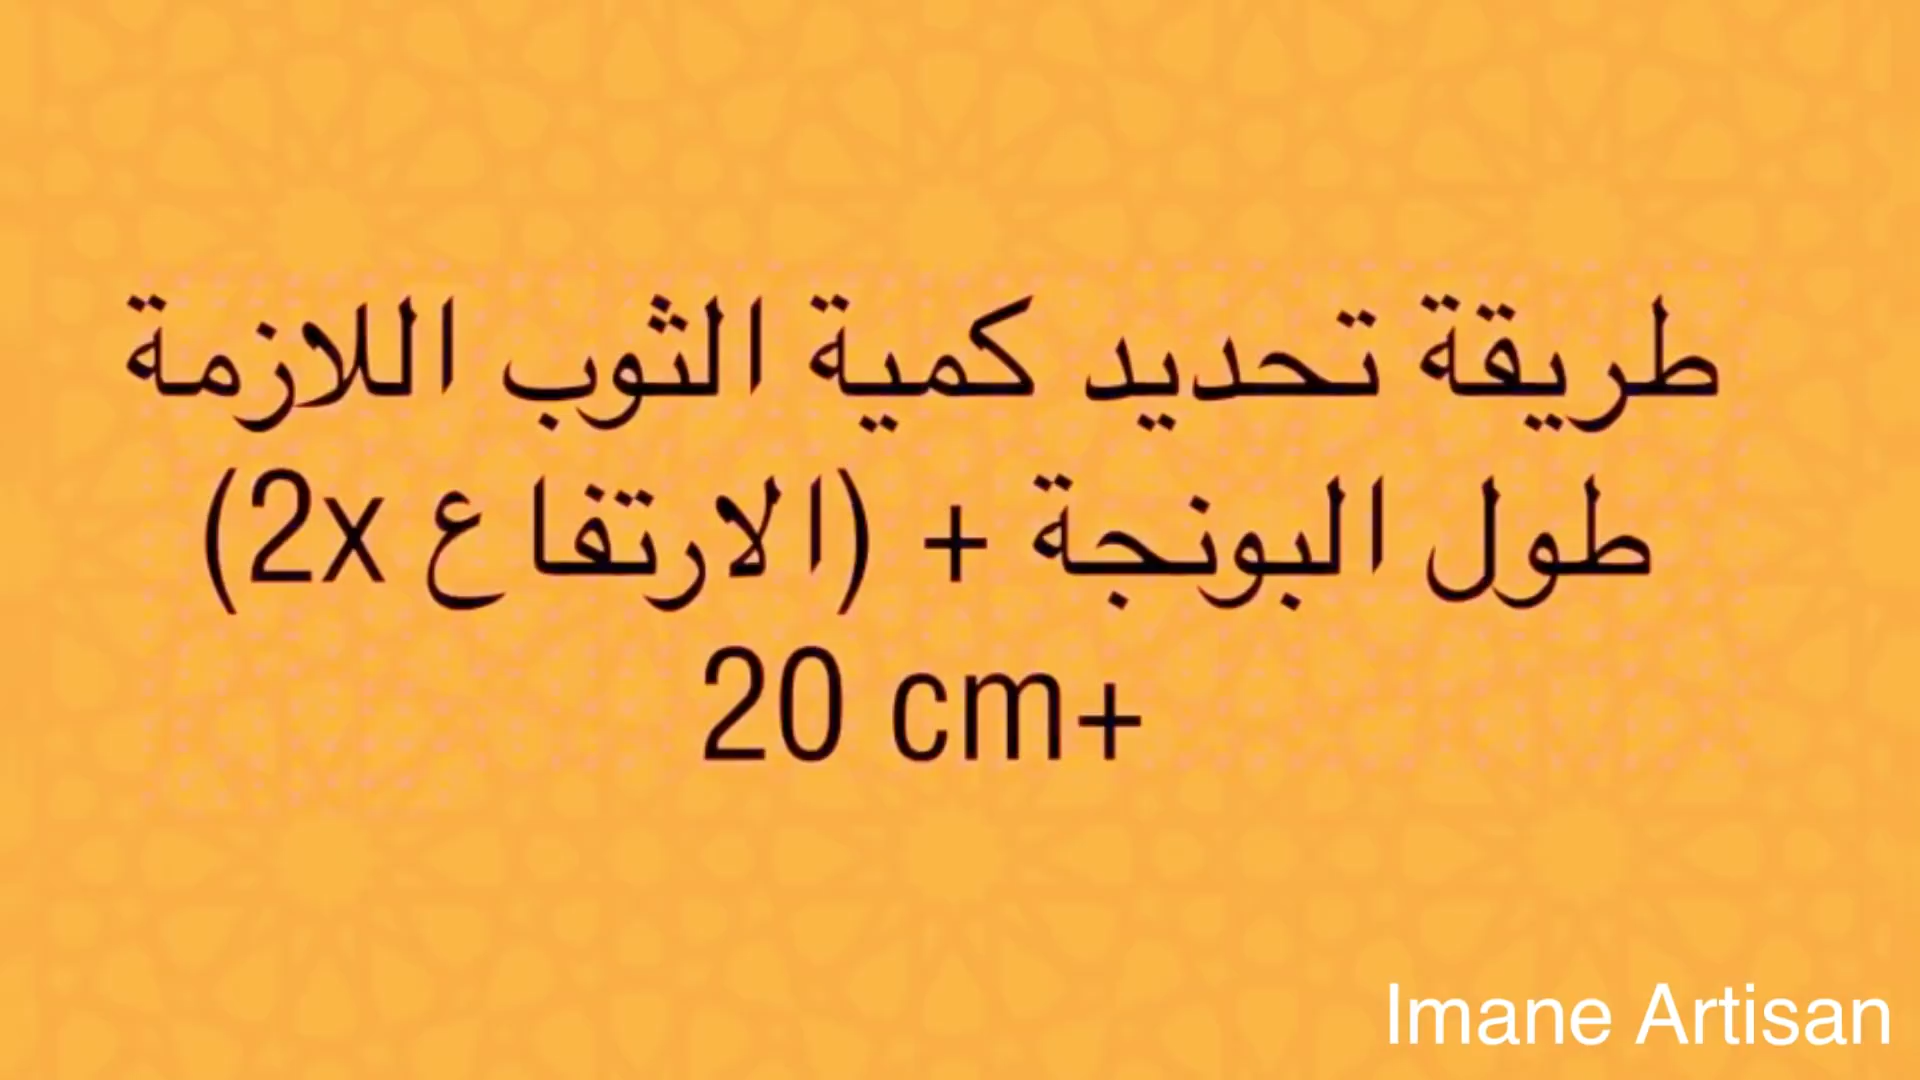 طريقة تحديد كمية الثوب اللازمة
طول البونجة + (الارتفاع 2x)
+20 cm
Imane Artisan